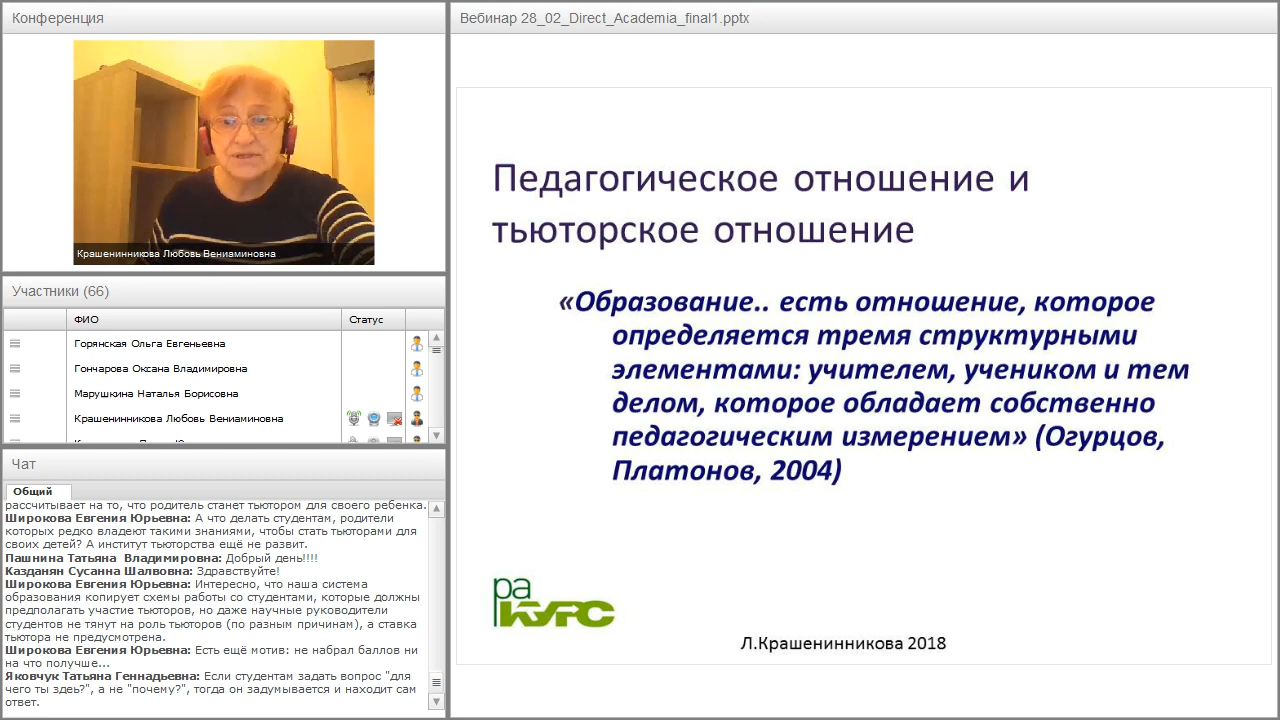 Конференция
Крашенинникова Любовь Вениаминовна
Участники (66)
ФИО
Статус
Горянская Ольга Евгеньевна
Гончарова Оксана Владимировна
Марушкина Наталья Борисовна
Крашенинникова Любовь Вениаминовна
Чат
Общий
рассчитывает на то, что родитель станет тьютором для своего ребенка.
Широкова Евгения Юрьевна: А что делать студентам, родители
которых редко владеют такими знаниями, чтобы стать тьюторами для
своих детей? А институт тьюторства ещё не развит.
Пашнина Татьяна Владимировна: Добрый день!!!!
Казданян Сусанна Шалвовна: Здравствуйте!
Широкова Евгения Юрьевна: Интересно, что наша система
образования копирует схемы работы со студентами, которые должны
предполагать участие тьюторов, но даже научные руководители
студентов не тянут на роль тьюторов (по разным причинам), а ставка
тьютора не предусмотрена.
Широкова Евгения Юрьевна: Есть ещё мотив: не набрал баллов ни
на что получше...
Яковчук Татьяна Геннадьевна: Если студентам задать вопрос "для
чего ты здеь?", а не "почему?", тогда он задумывается и находит сам
ответ.
Вебинар 28_02_Direct_Academia_final1.pptx
Педагогическое отношение и
тьюторское отношение
«Образование.. есть отношение, которое
определяется тремя структурными
элементами: учителем, учеником и тем
делом, которое обладает собственно
педагогическим измерением» (Огурцов,
Платонов, 2004)
ра
КУРС
Л.Крашенинникова 2018